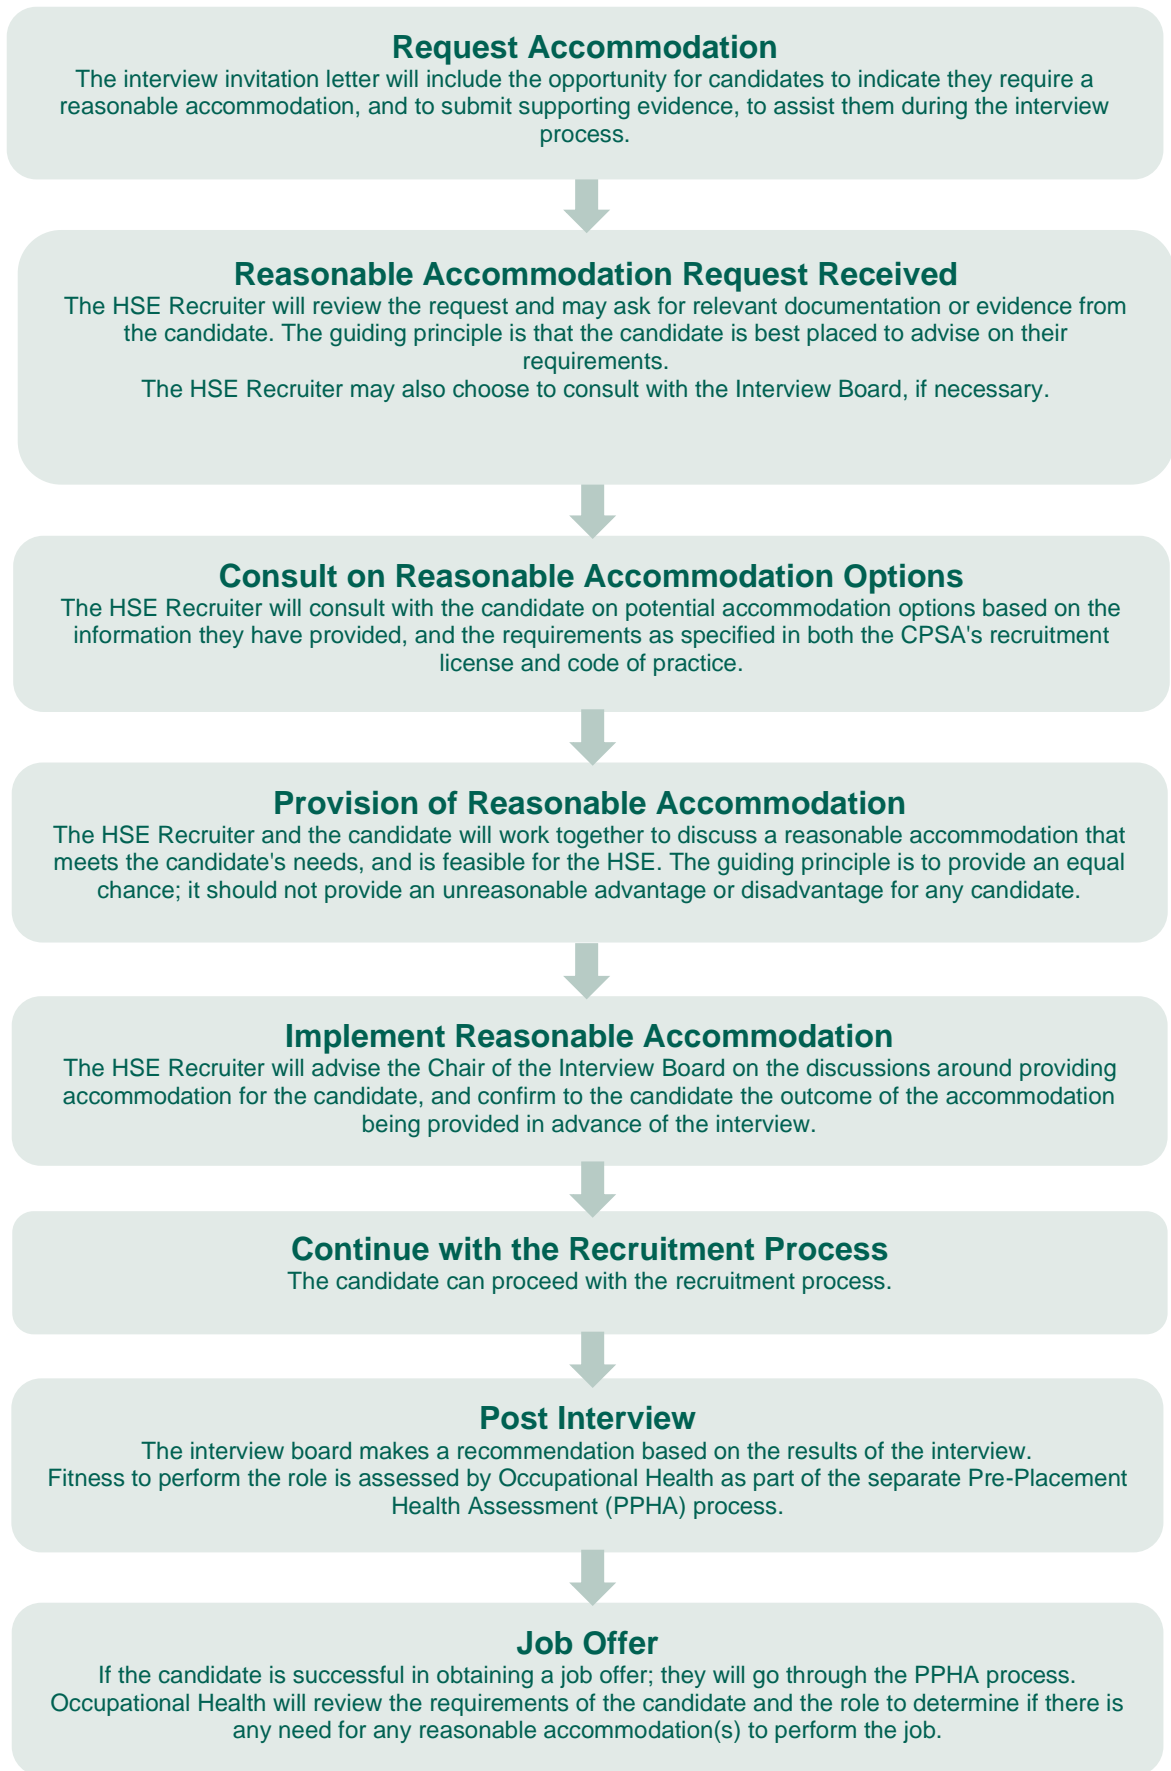 Request Accommodation
The interview invitation letter will include the opportunity for candidates to indicate they require a
reasonable accommodation, and to submit supporting evidence, to assist them during the interview
process.
Reasonable Accommodation Request Received
The HSE Recruiter will review the request and may ask for relevant documentation or evidence from
the candidate. The guiding principle is that the candidate is best placed to advise on their
requirements.
The HSE Recruiter may also choose to consult with the Interview Board, if necessary.
Consult on Reasonable Accommodation Options
The HSE Recruiter will consult with the candidate on potential accommodation options based on the
information they have provided, and the requirements as specified in both the CPSA's recruitment
license and code of practice.
Provision of Reasonable Accommodation
The HSE Recruiter and the candidate will work together to discuss a reasonable accommodation that
meets the candidate's needs, and is feasible for the HSE. The guiding principle is to provide an equal
chance; it should not provide an unreasonable advantage or disadvantage for any candidate.
Implement Reasonable Accommodation
The HSE Recruiter will advise the Chair of the Interview Board on the discussions around providing
accommodation for the candidate, and confirm to the candidate the outcome of the accommodation
being provided in advance of the interview.
Continue with the Recruitment Process
The candidate can proceed with the recruitment process.
Post Interview
The interview board makes a recommendation based on the results of the interview.
Fitness to perform the role is assessed by Occupational Health as part of the separate Pre-Placement
Health Assessment (PPHA) process.
Job Offer
If the candidate is successful in obtaining a job offer; they will go through the PPHA process.
Occupational Health will review the requirements of the candidate and the role to determine if there is
any need for any reasonable accommodation(s) to perform the job.